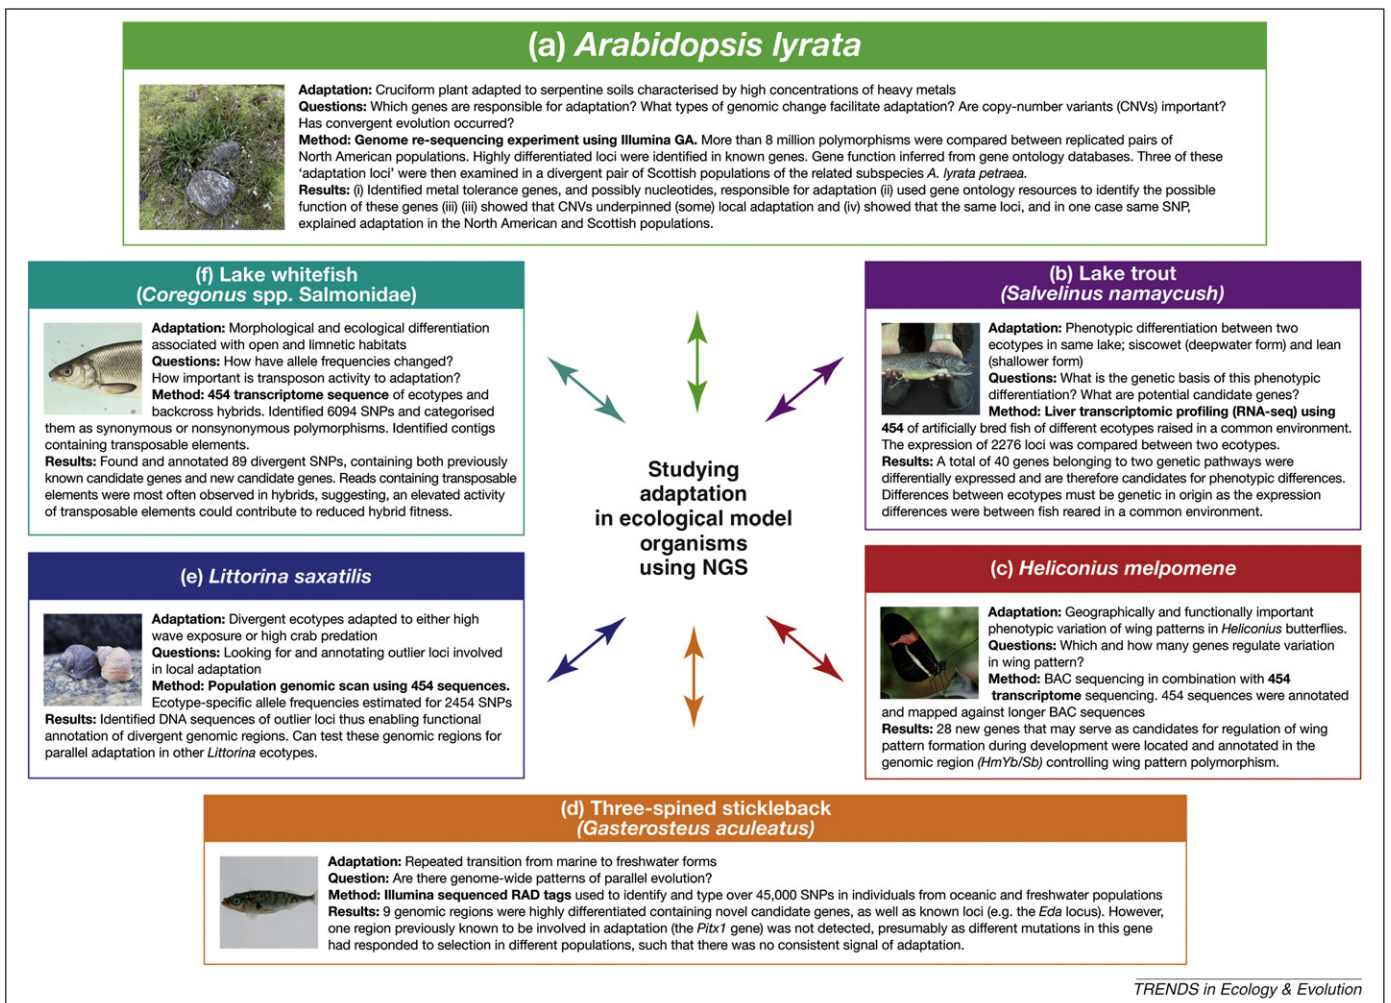 (a) Arabidopsis lyrata
Adaptation: Cruciform plant adapted to serpentine soils characterised by high concentrations of heavy metals
Questions: Which genes are responsible for adaptation? What types of genomic change facilitate adaptation? Are copy-number variants (CNVs) important?
Has convergent evolution occurred?
Method: Genome re-sequencing experiment using Illumina GA. More than 8 million polymorphisms were compared between replicated pairs of
North American populations. Highly differentiated loci were identified in known genes. Gene function inferred from gene ontology databases. Three of these
‘adaptation loci’ were then examined in a divergent pair of Scottish populations of the related subspecies A. lyrata petraea.
Results: (i) Identified metal tolerance genes, and possibly nucleotides, responsible for adaptation (ii) used gene ontology resources to identify the possible
function of these genes (iii) (iii) showed that CNVs underpinned (some) local adaptation and (iv) showed that the same loci, and in one case same SNP,
explained adaptation in the North American and Scottish populations.
(f) Lake whitefish
(Coregonus spp. Salmonidae)
Adaptation: Morphological and ecological differentiation
associated with open and limnetic habitats
Questions: How have allele frequencies changed?
How important is transposon activity to adaptation?
Method: 454 transcriptome sequence of ecotypes and
backcross hybrids. Identified 6094 SNPs and categorised
them as synonymous or nonsynonymous polymorphisms. Identified contigs
containing transposable elements.
Results: Found and annotated 89 divergent SNPs, containing both previously
known candidate genes and new candidate genes. Reads containing transposable
elements were most often observed in hybrids, suggesting, an elevated activity
of transposable elements could contribute to reduced hybrid fitness.
(b) Lake trout
(Salvelinus namaycush)
Adaptation: Phenotypic differentiation between two
ecotypes in same lake; siscowet (deepwater form) and lean
(shallower form)
Questions: What is the genetic basis of this phenotypic
differentiation? What are potential candidate genes?
Method: Liver transcriptomic profiling (RNA-seq) using
454 of artificially bred fish of different ecotypes raised in a common environment.
The expression of 2276 loci was compared between two ecotypes.
Results: A total of 40 genes belonging to two genetic pathways were
differentially expressed and are therefore candidates for phenotypic differences.
Differences between ecotypes must be genetic in origin as the expression
differences were between fish reared in a common environment.
Studying
adaptation
in ecological model
organisms
using NGS
(e) Littorina saxatilis
Adaptation: Divergent ecotypes adapted to either high
wave exposure or high crab predation
Questions: Looking for and annotating outlier loci involved
in local adaptation
Method: Population genomic scan using 454 sequences.
Ecotype-specific allele frequencies estimated for 2454 SNPs
Results: Identified DNA sequences of outlier loci thus enabling functional
annotation of divergent genomic regions. Can test these genomic regions for
parallel adaptation in other Littorina ecotypes.
(c) Heliconius melpomene
Adaptation: Geographically and functionally important
phenotypic variation of wing patterns in Heliconius butterflies.
Questions: Which and how many genes regulate variation
in wing pattern?
Method: BAC sequencing in combination with 454
transcriptome sequencing. 454 sequences were annotated
and mapped against longer BAC sequences
Results: 28 new genes that may serve as candidates for regulation of wing
pattern formation during development were located and annotated in the
genomic region (HmYb/Sb) controlling wing pattern polymorphism.
(d) Three-spined stickleback
(Gasterosteus aculeatus)
Adaptation: Repeated transition from marine to freshwater forms
Question: Are there genome-wide patterns of parallel evolution?
Method: Illumina sequenced RAD tags used to identify and type over 45,000 SNPs in individuals from oceanic and freshwater populations
Results: 9 genomic regions were highly differentiated containing novel candidate genes, as well as known loci (e.g. the Eda locus). However,
one region previously known to be involved in adaptation (the Pitx1 gene) was not detected, presumably as different mutations in this gene
had responded to selection in different populations, such that there was no consistent signal of adaptation.
TRENDS in Ecology & Evolution